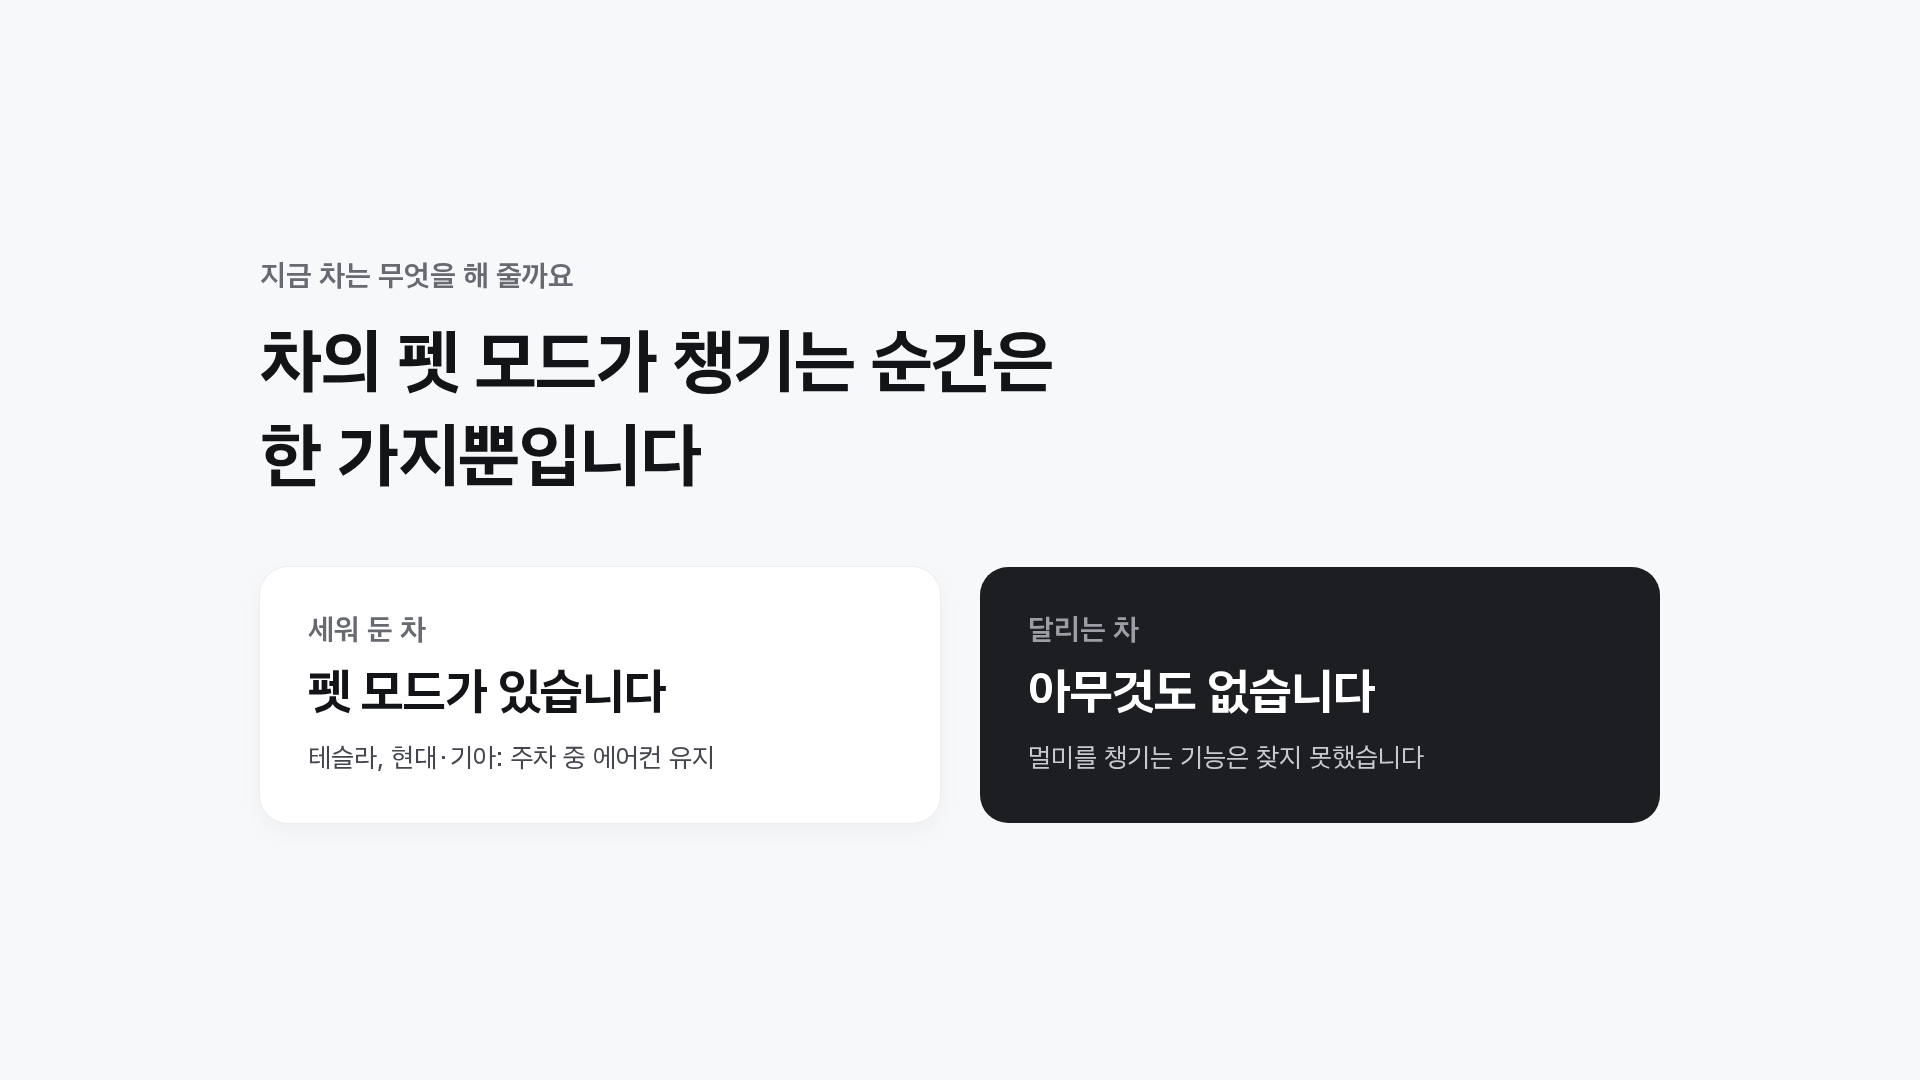 지금 차는 무엇을 해 줄까요
차의 펫 모드가 챙기는 순간은
한 가지뿐입니다
세워 둔 차
펫 모드가 있습니다
테슬라, 현대·기아: 주차 중 에어컨 유지
달리는 차
아무것도 없습니다
멀미를 챙기는 기능은 찾지 못했습니다